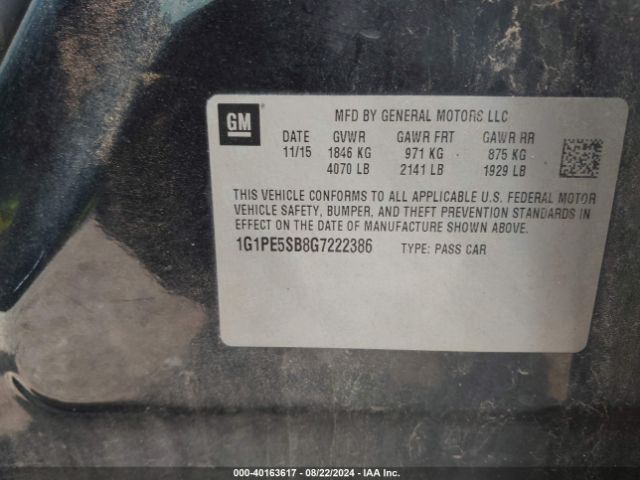 GM
MFD BY GENERAL MOTORS LLC
DATE GVWR GAWR FRT GAWR RR
11/15 1846 KG 971 KG 875 KG
4070 LB 2141 LB 1929 LB
THIS VEHICLE CONFORMS TO ALL APPLICABLE U.S. FEDERAL MOTOR
VEHICLE SAFETY, BUMPER, AND THEFT PREVENTION STANDARDS IN
EFFECT ON THE DATE OF MANUFACTURE SHOWN ABOVE.
1G1PE5SB8G7222386 TYPE: PASS CAR
000-40163617 - 08/22/2024 - IAA Inc.